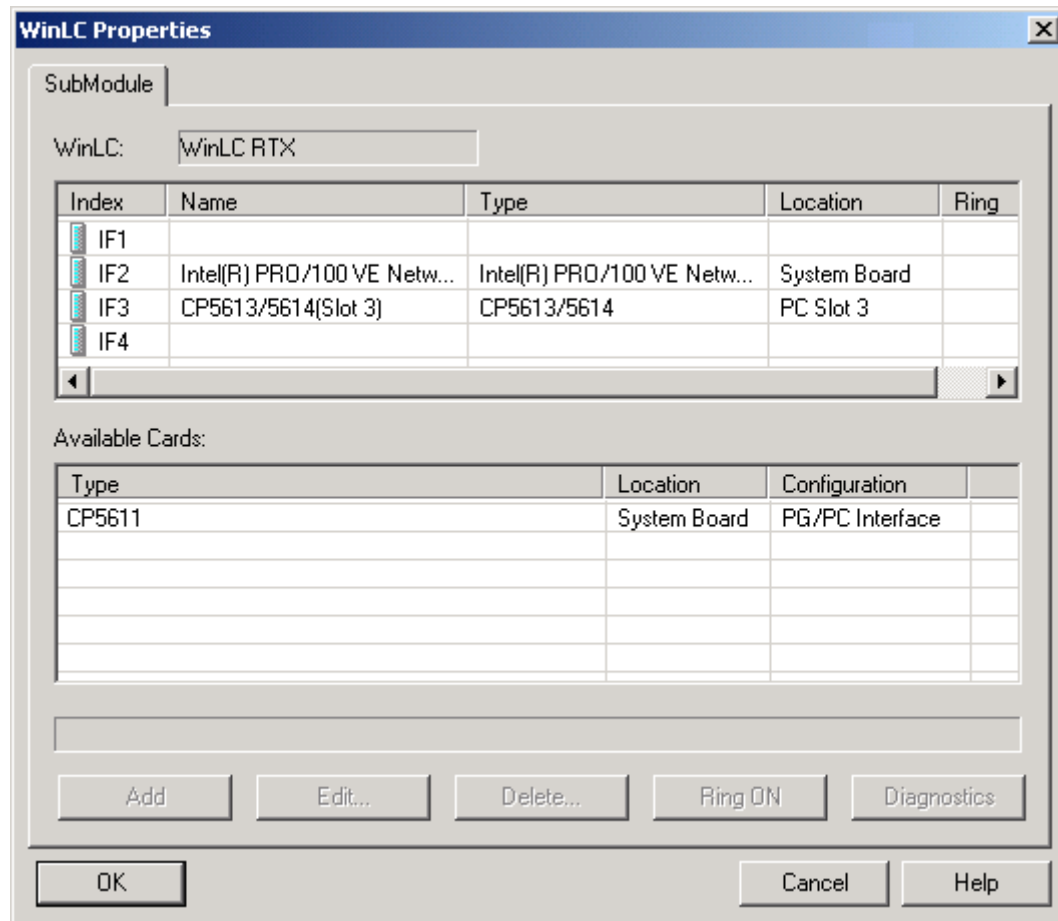 WinLC Properties
SubModule
WinLC: WinLC RTX
Index Name Type Location Ring
IF1
IF2 Intel(R) PRO/100 VE Netw... Intel(R) PRO/100 VE Netw... System Board
IF3 CP5613/5614(Slot 3) CP5613/5614 PC Slot 3
IF4
Available Cards:
Type Location Configuration
CP5611 System Board PG/PC Interface
Add Edit... Delete... Ring ON Diagnostics
OK Cancel Help